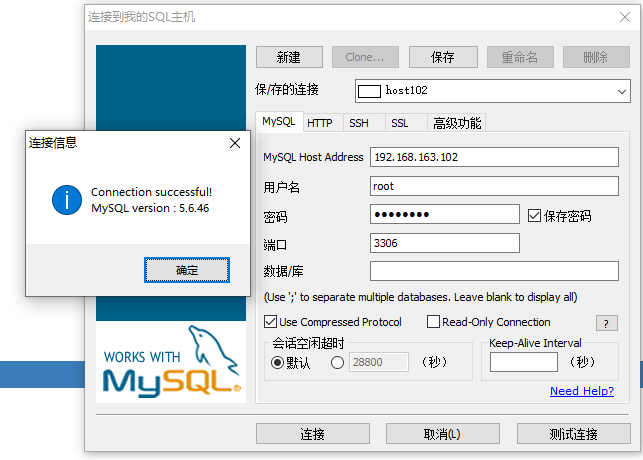 连接到我的SQL主机
新建
Clone...
保存
重命名
删除
保/存的连接
host102
MySQL
HTTP
SSH
SSL
高级功能
MySQL Host Address
192.168.163.102
用户名
root
密码
••••••••
保存密码
端口
3306
数据/库
(Use ';' to separate multiple databases. Leave blank to display all)
Use Compressed Protocol
Read-Only Connection
?
会话空闲超时
默认
28800
（秒）
Keep-Alive Interval
（秒）
Need Help?
连接
取消(L)
测试连接
WORKS WITH
MySQL®
连接信息
Connection successful!
MySQL version : 5.6.46
确定